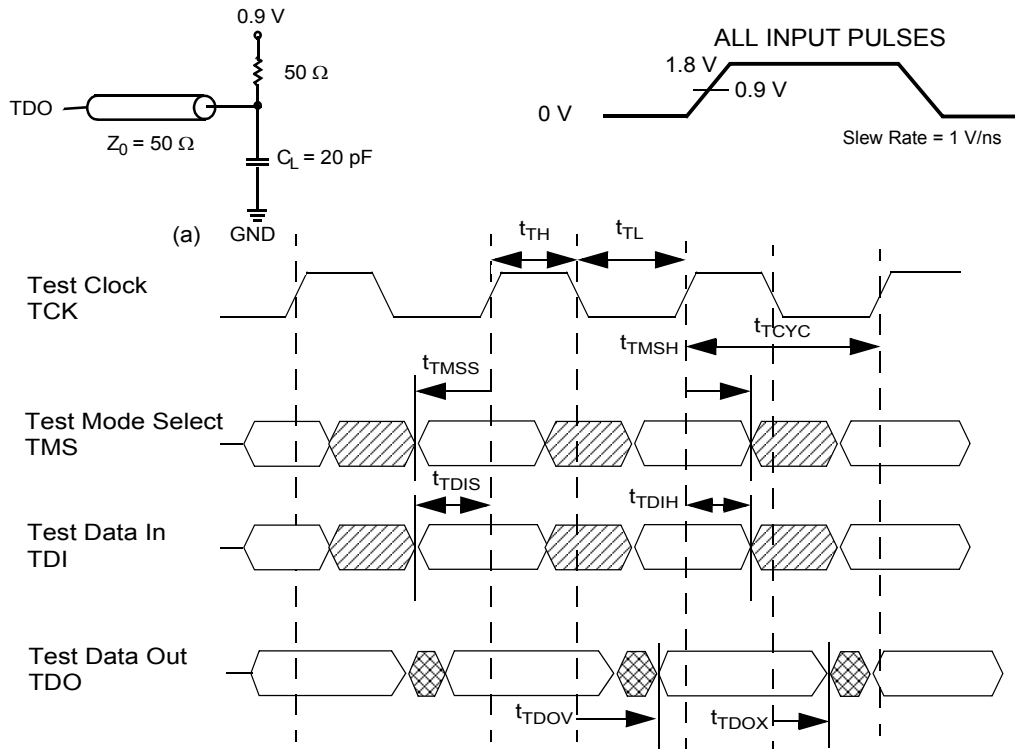 0.9 V
50 Ω
TDO
Z0 = 50 Ω
CL = 20 pF
(a)
GND
ALL INPUT PULSES
1.8 V
0.9 V
0 V
Slew Rate = 1 V/ns
tTH
tTL
Test Clock
TCK
tTMSH
tTCYC
tTMSS
Test Mode Select
TMS
tTDIS
tTDIH
Test Data In
TDI
Test Data Out
TDO
tTDOV
tTDOX